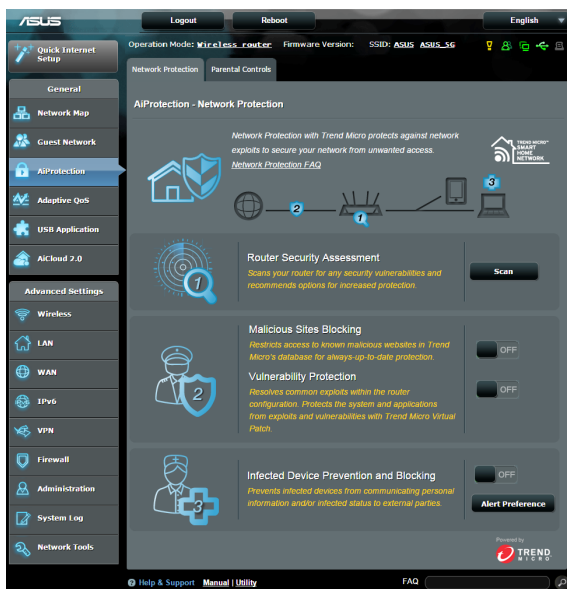 ASUS
Logout
Reboot
English
Quick Internet
Setup
Operation Mode: Wireless router Firmware Version: SSID: ASUS ASUS_5G
Network Protection
Parental Controls
General
Network Map
Guest Network
AiProtection
Adaptive QoS
USB Application
AiCloud 2.0
Advanced Settings
Wireless
LAN
WAN
IPv6
VPN
Firewall
Administration
System Log
Network Tools
AiProtection - Network Protection
Network Protection with Trend Micro protects against network
exploits to secure your network from unwanted access.
Network Protection FAQ
TREND MICRO
SMART
HOME
NETWORK
2
1
3
1
Router Security Assessment
Scans your router for any security vulnerabilities and
recommends options for increased protection.
Scan
2
Malicious Sites Blocking
Restricts access to known malicious websites in Trend
Micro's database for always-up-to-date protection.
OFF
Vulnerability Protection
Resolves common exploits within the router
configuration. Protects the system and applications
from exploits and vulnerabilities with Trend Micro Virtual
Patch.
OFF
3
Infected Device Prevention and Blocking
Prevents infected devices from communicating personal
information and/or infected status to external parties.
OFF
Alert Preference
Powered by
TREND
MICRO
Help & Support Manual | Utility
FAQ